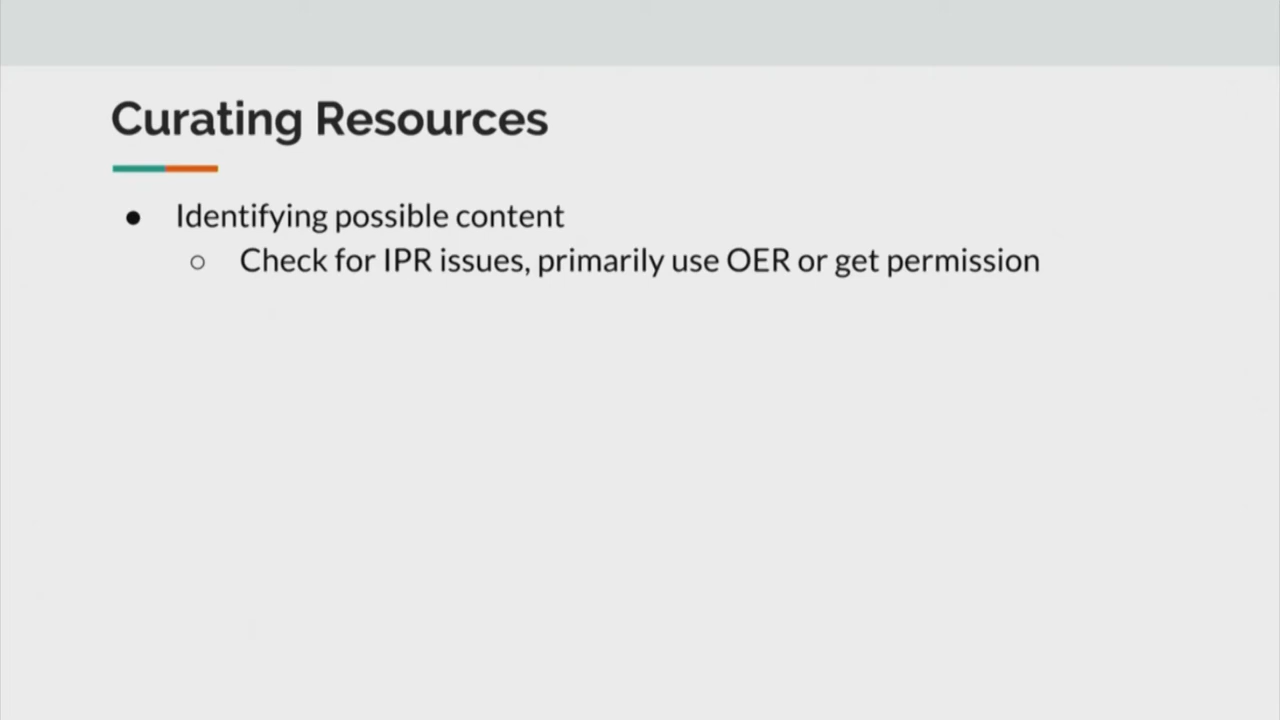 Curating Resources
● Identifying possible content
○ Check for IPR issues, primarily use OER or get permission